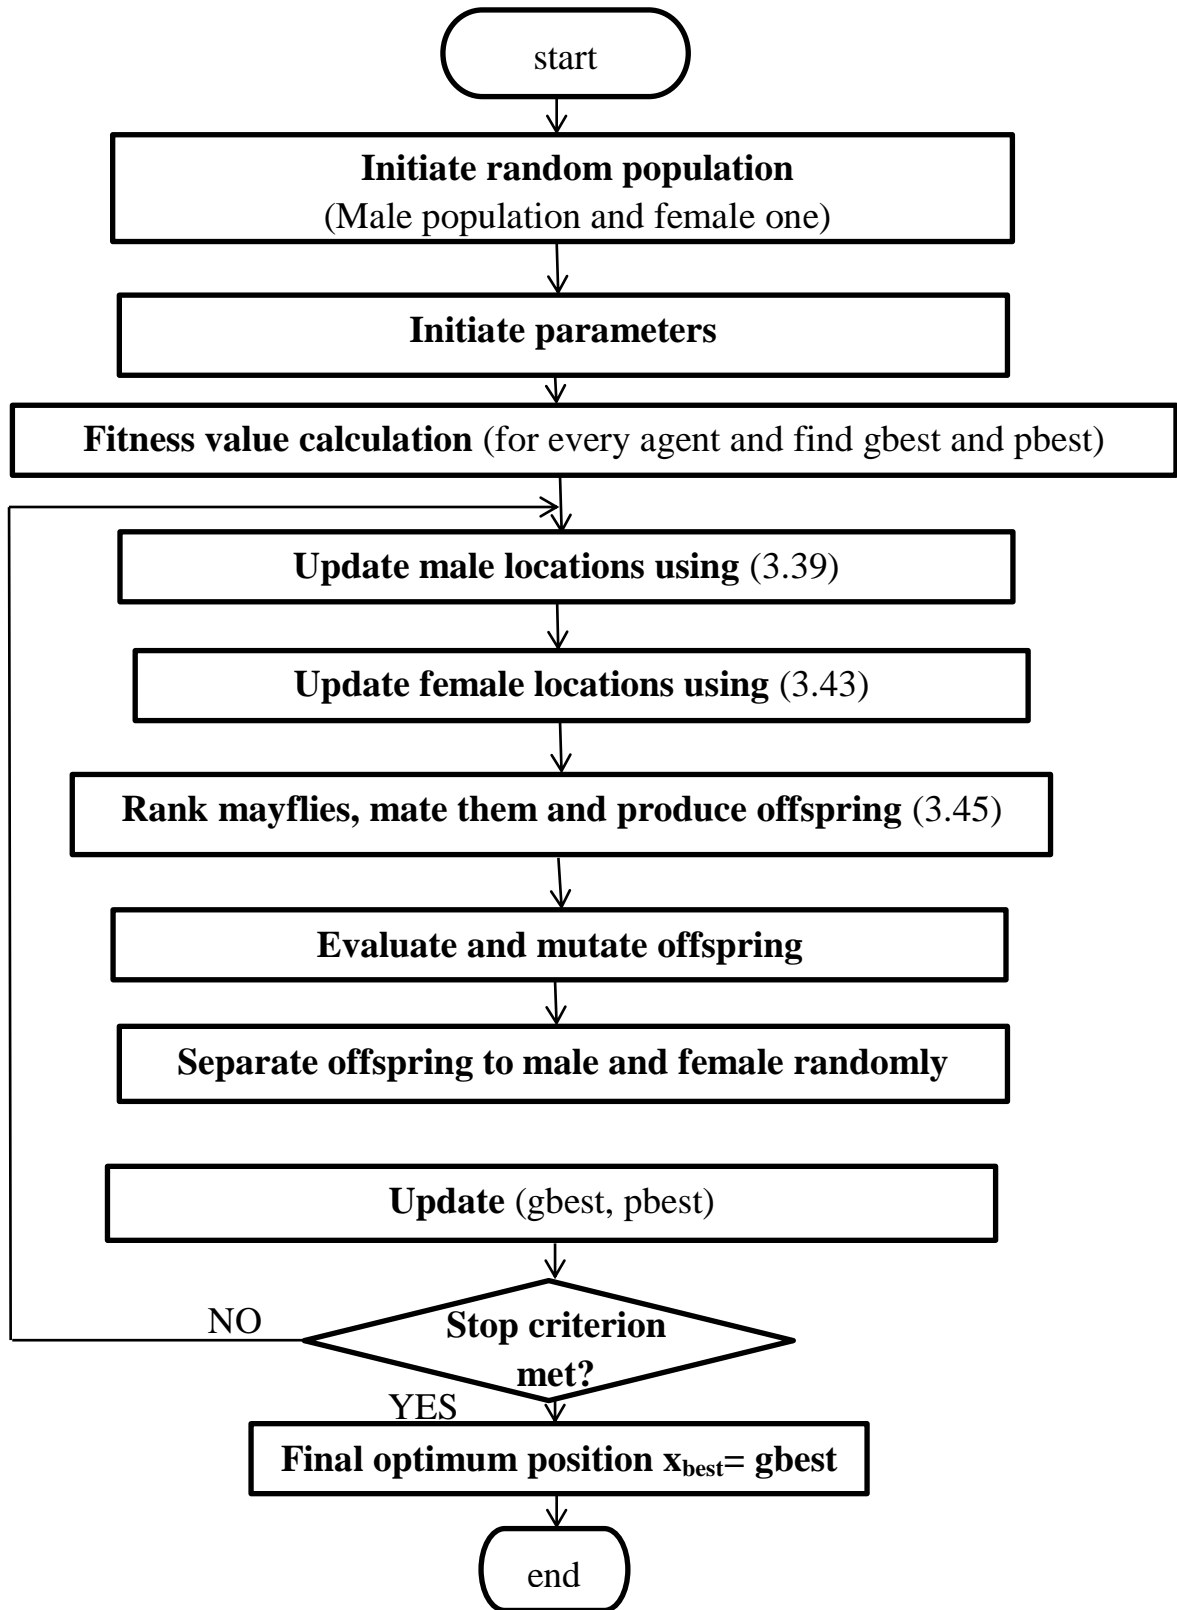 start
Initiate random population
(Male population and female one)
Initiate parameters
Fitness value calculation (for every agent and find gbest and pbest)
Update male locations using (3.39)
Update female locations using (3.43)
Rank mayflies, mate them and produce offspring (3.45)
Evaluate and mutate offspring
Separate offspring to male and female randomly
Update (gbest, pbest)
NO
Stop criterion
met?
YES
Final optimum position xbest= gbest
end